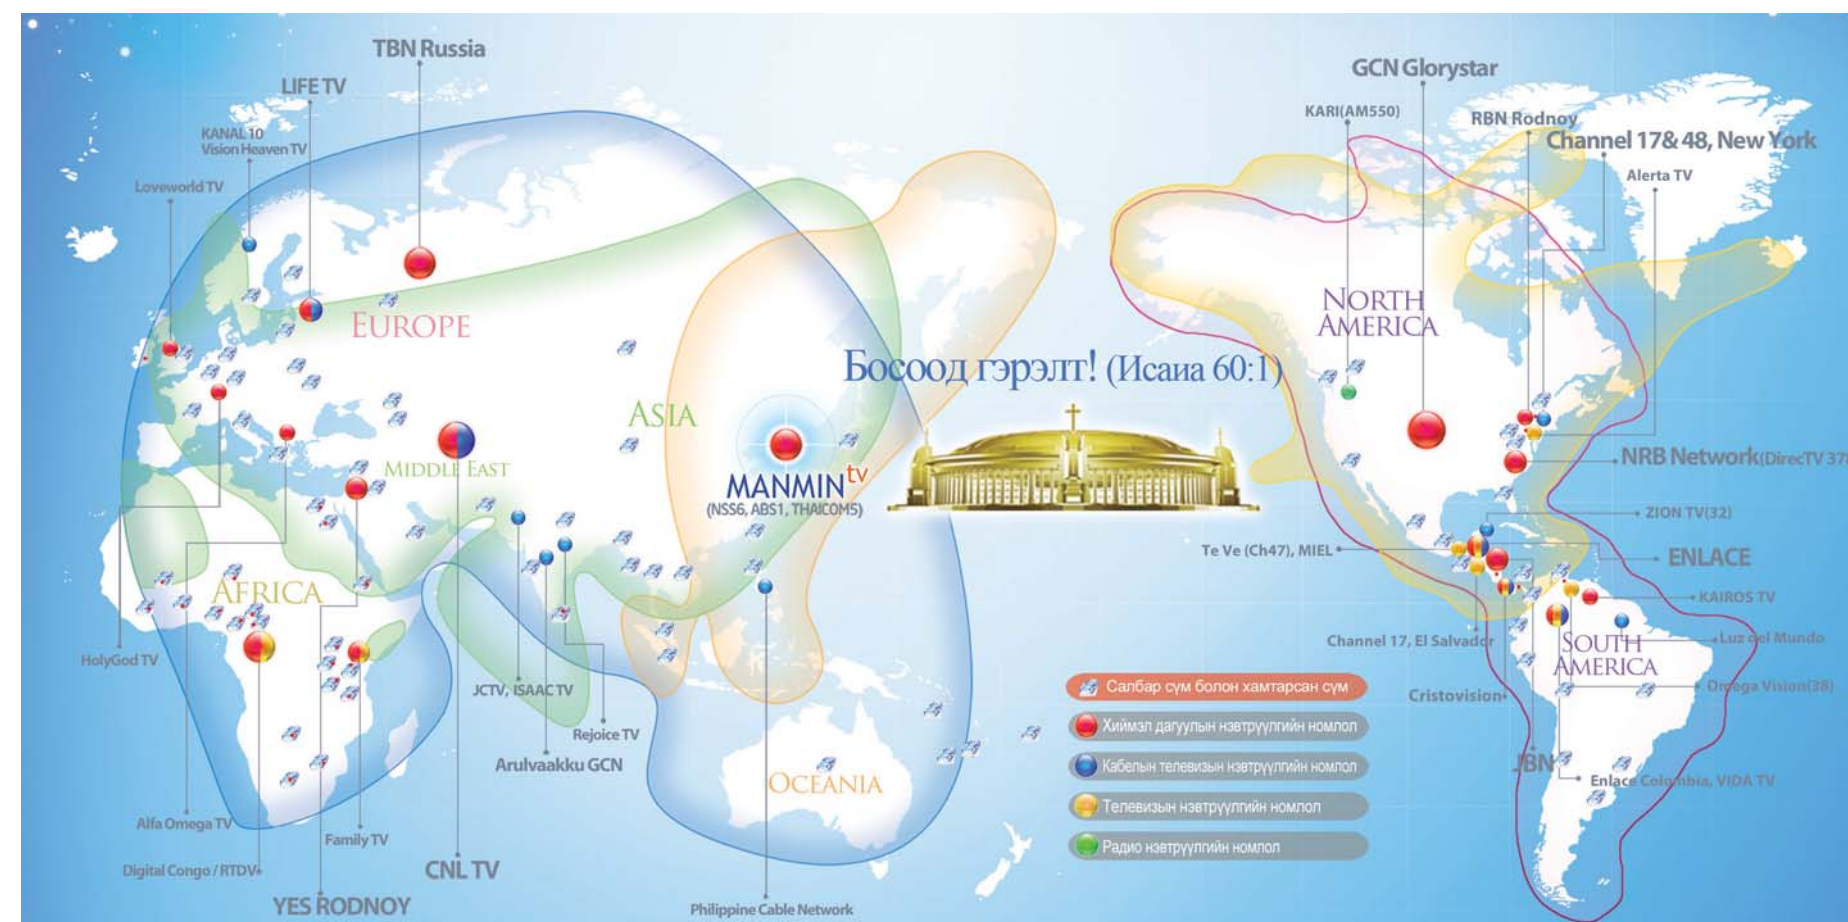 TBN Russia
LIFE TV
KANAL 10
Vision Heaven TV
Loveworld TV
GCN Glorystar
KARI(AM550)
RBN Rodnoy
Channel 17& 48, New York
Alerta TV
EUROPE
ASIA
MIDDLE EAST
AFRICA
OCEANIA
NORTH
AMERICA
SOUTH
AMERICA
Босоод гэрэлт! (Исаиа 60:1)
MANMIN tv
(NSS6, ABS1, THAICOM5)
NRB Network(DirecTV 378
ZION TV(32)
Te Ve (Ch47), MIEL
ENLACE
KAIROS TV
Channel 17, El Salvador
Luz del Mundo
Cristovision
Omega Vision(38)
JBN
Enlace Colombia, VIDA TV
HolyGod TV
JCTV, ISAAC TV
Rejoice TV
Arulvaakku GCN
Alfa Omega TV
Family TV
Digital Congo / RTDV
CNL TV
YES RODNOY
Philippine Cable Network
Салбар сүм болон хамтарсан сүм
Хиймэл дагуулын нэвтрүүлгийн номлол
Кабелын телевизын нэвтрүүлгийн номлол
Телевизын нэвтрүүлгийн номлол
Радио нэвтрүүлгийн номлол